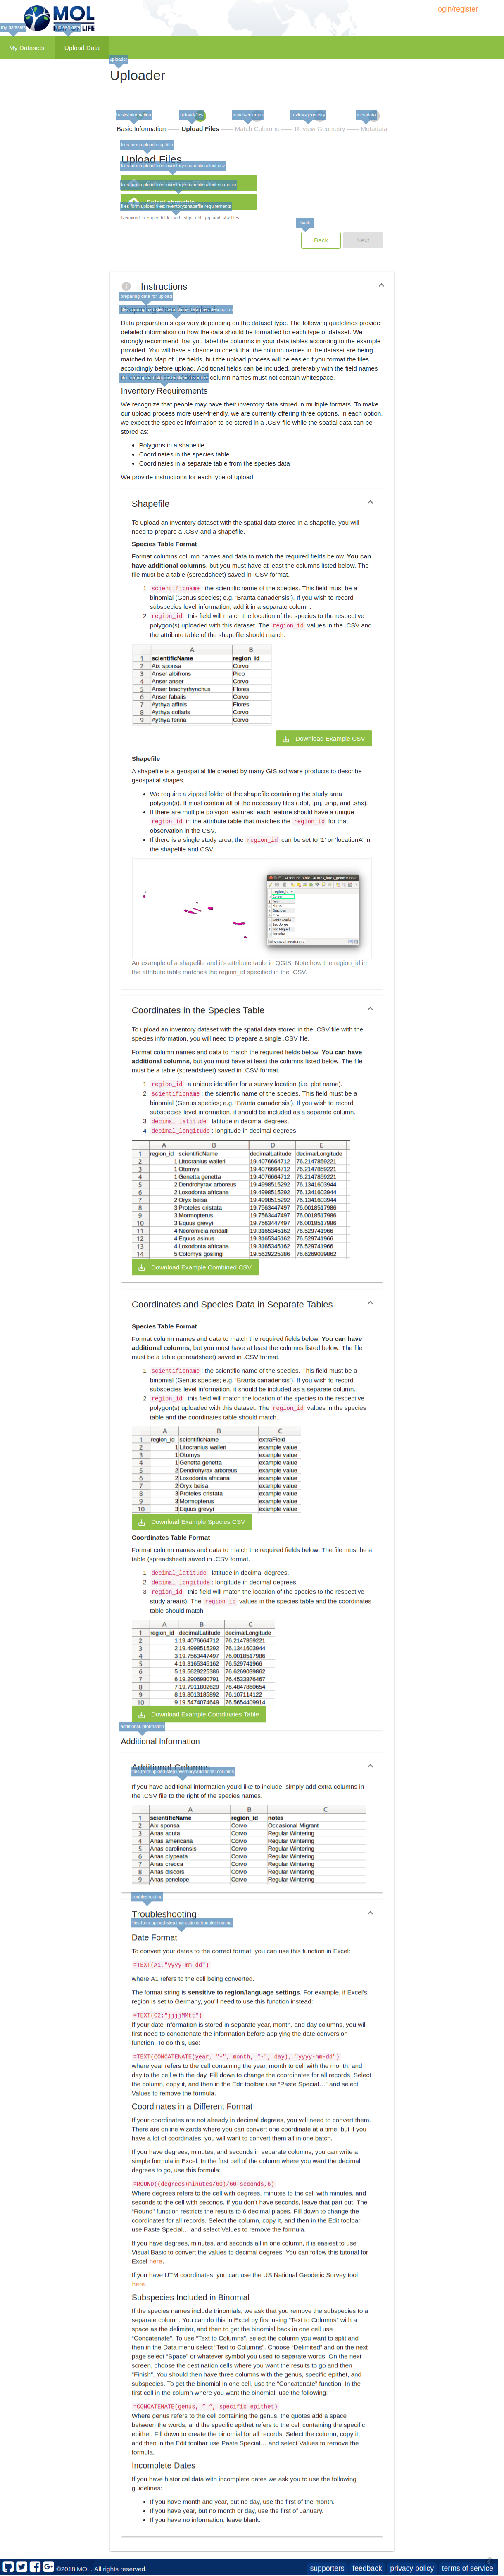 MOL
login/register
my-datasets
My Datasets
Upload Data
uploader
Uploader
basic-information
upload-files
match-columns
review-geometry
metadata
Basic Information
Upload Files
Match Columns
Review Geometry
Metadata
files-form-upload-step-title
Upload Files
files-form-upload-files-inventory-shapefile-select-csv
files-form-upload-files-inventory-shapefile-select-shapefile
files-form-upload-files-inventory-shapefile-requirements
Required: a zipped folder with .shp, .dbf, .prj, and .shx files.
back
Back
Next
Instructions
preparing-data-for-upload
Data preparation steps vary depending on the dataset type. The following guidelines provide
detailed information on how the data should be formatted for each type of dataset. We
strongly recommend that you label the columns in your data tables according to the example
provided. You will have a chance to check that the column names in the dataset are being
matched to Map of Life fields, but the upload process will be easier if you format the files
accordingly before upload. Additional fields can be included, preferably with the field names
column names must not contain whitespace.
Inventory Requirements
We recognize that people may have their inventory data stored in multiple formats. To make
our upload process more user-friendly, we are currently offering three options. In each option,
we expect the species information to be stored in a .CSV file while the spatial data can be
stored as:
Polygons in a shapefile
Coordinates in the species table
Coordinates in a separate table from the species data
We provide instructions for each type of upload.
Shapefile
To upload an inventory dataset with the spatial data stored in a shapefile, you will
need to prepare a .CSV and a shapefile.
Species Table Format
Format columns column names and data to match the required fields below. You can
have additional columns, but you must have at least the columns listed below. The
file must be a table (spreadsheet) saved in .CSV format.
1. scientificname: the scientific name of the species. This field must be a
binomial (Genus species; e.g. 'Branta canadensis'). If you wish to record
subspecies level information, add it in a separate column.
2. region_id: this field will match the location of the species to the respective
polygon(s) uploaded with this dataset. The region_id values in the .CSV and
the attribute table of the shapefile should match.
A B
1 scientificName region_id
2 Aix sponsa Corvo
3 Anser albifrons Pico
4 Anser anser Corvo
5 Anser brachyrhynchus Flores
6 Anser fabalis Corvo
7 Aythya affinis Flores
8 Aythya collaris Corvo
9 Aythya ferina Corvo
Download Example CSV
Shapefile
A shapefile is a geospatial file created by many GIS software products to describe
geospatial shapes.
We require a zipped folder of the shapefile containing the study area
polygon(s). It must contain all of the necessary files (.dbf, .prj, .shp, and .shx).
If there are multiple polygon features, each feature should have a unique
region_id in the attribute table that matches the region_id for that
observation in the CSV.
If there is a single study area, the region_id can be set to '1' or 'locationA' in
the shapefile and CSV.
An example of a shapefile and it's attribute table in QGIS. Note how the region_id in
the attribute table matches the region_id specified in the .CSV.
Coordinates in the Species Table
To upload an inventory dataset with the spatial data stored in the .CSV file with the
species information, you will need to prepare a single .CSV file.
Format column names and data to match the required fields below. You can have
additional columns, but you must have at least the columns listed below. The file
must be a table (spreadsheet) saved in .CSV format.
1. region_id: a unique identifier for a survey location (i.e. plot name).
2. scientificname: the scientific name of the species. This field must be a
binomial (Genus species; e.g. 'Branta canadensis'). If you wish to record
subspecies level information, it should be included as a separate column.
3. decimal_latitude: latitude in decimal degrees.
4. decimal_longitude: longitude in decimal degrees.
A B D E
1 region_id scientificName decimalLatitude decimalLongitude
2 1 Litocranius walleri 19.4076664712 76.2147859221
3 1 Otomys 19.4076664712 76.2147859221
4 1 Genetta genetta 19.4076664712 76.2147859221
5 2 Dendrohyrax arboreus 19.4998515292 76.1341603944
6 2 Loxodonta africana 19.4998515292 76.1341603944
7 2 Oryx beisa 19.4998515292 76.1341603944
8 3 Proteles cristata 19.7563447497 76.0018517986
9 3 Mormopterus 19.7563447497 76.0018517986
10 3 Equus grevyi 19.7563447497 76.0018517986
11 4 Neoromicia rendalli 19.3165345162 76.529741966
12 4 Equus asinus 19.3165345162 76.529741966
13 4 Loxodonta africana 19.3165345162 76.529741966
14 5 Colomys goslingi 19.5629225386 76.6269039862
Download Example Combined CSV
Coordinates and Species Data in Separate Tables
Species Table Format
Format column names and data to match the required fields below. You can have
additional columns, but you must have at least the columns listed below. The file
must be a table (spreadsheet) saved in .CSV format.
1. scientificname: the scientific name of the species. This field must be a
binomial (Genus species; e.g. 'Branta canadensis'). If you wish to record
subspecies level information, it should be included as a separate column.
2. region_id: this field will match the location of the species to the respective
polygon(s) uploaded with this dataset. The region_id values in the species
table and the coordinates table should match.
A B C
1 region_id scientificName extraField
2 1 Litocranius walleri example value
3 1 Otomys example value
4 1 Genetta genetta example value
5 2 Dendrohyrax arboreus example value
6 2 Loxodonta africana example value
7 2 Oryx beisa example value
8 3 Proteles cristata example value
9 3 Mormopterus example value
10 3 Equus grevyi example value
Download Example Species CSV
Coordinates Table Format
Format column names and data to match the required fields below. The file must be a
table (spreadsheet) saved in .CSV format.
1. decimal_latitude: latitude in decimal degrees.
2. decimal_longitude: longitude in decimal degrees.
3. region_id: this field will match the location of the species to the respective
study area(s). The region_id values in the species table and the coordinates
table should match.
A B C
1 region_id decimalLatitude decimalLongitude
2 1 19.4076664712 76.2147859221
3 2 19.4998515292 76.1341603944
4 3 19.7563447497 76.0018517986
5 4 19.3165345162 76.529741966
6 5 19.5629225386 76.6269039862
7 6 19.2906980791 76.4533876467
8 7 19.7911802629 76.4847860654
9 8 19.8013185892 76.107114122
10 9 19.5474074649 76.5654409914
Download Example Coordinates Table
additional-information
Additional Information
Additional Columns
If you have additional information you'd like to include, simply add extra columns in
the .CSV file to the right of the species names.
A B C
1 scientificName region_id notes
2 Aix sponsa Corvo Occasional Migrant
3 Anas acuta Corvo Regular Wintering
4 Anas americana Corvo Regular Wintering
5 Anas carolinensis Corvo Regular Wintering
6 Anas clypeata Corvo Regular Wintering
7 Anas crecca Corvo Regular Wintering
8 Anas discors Corvo Regular Wintering
9 Anas penelope Corvo Regular Wintering
troubleshooting
Troubleshooting
files-form-upload-step-instructions-troubleshooting
Date Format
To convert your dates to the correct format, you can use this function in Excel:
=TEXT(A1,"yyyy-mm-dd")
where A1 refers to the cell being converted.
The format string is sensitive to region/language settings. For example, if Excel's
region is set to Germany, you'll need to use this function instead:
=TEXT(C2;"jjjjMMtt")
If your date information is stored in separate year, month, and day columns, you will
first need to concatenate the information before applying the date conversion
function. To do this, use:
=TEXT(CONCATENATE(year, "-", month, "-", day), "yyyy-mm-dd")
where year refers to the cell containing the year, month to cell with the month, and
day to the cell with the day. Fill down to change the coordinates for all records. Select
the column, copy it, and then in the Edit toolbar use "Paste Special…" and select
Values to remove the formula.
Coordinates in a Different Format
If your coordinates are not already in decimal degrees, you will need to convert them.
There are online wizards where you can convert one coordinate at a time, but if you
have a lot of coordinates, you will want to convert them all in one batch.
If you have degrees, minutes, and seconds in separate columns, you can write a
simple formula in Excel. In the first cell of the column where you want the decimal
degrees to go, use this formula:
=ROUND((degrees+minutes/60)/60+seconds,6)
Where degrees refers to the cell with degrees, minutes to the cell with minutes, and
seconds to the cell with seconds. If you don't have seconds, leave that part out. The
"Round" function restricts the results to 6 decimal places. Fill down to change the
coordinates for all records. Select the column, copy it, and then in the Edit toolbar
use Paste Special… and select Values to remove the formula.
If you have degrees, minutes, and seconds all in one column, it is easiest to use
Visual Basic to convert the values to decimal degrees. You can follow this tutorial for
Excel here.
If you have UTM coordinates, you can use the US National Geodetic Survey tool
here.
Subspecies Included in Binomial
If the species names include trinomials, we ask that you remove the subspecies to a
separate column. You can do this in Excel by first using "Text to Columns" with a
space as the delimiter, and then to get the binomial back in one cell use
"Concatenate". To use "Text to Columns", select the column you want to split and
then in the Data menu select "Text to Columns". Choose "Delimited" and on the next
page select "Space" or whatever symbol you used to separate words. On the next
screen, choose the destination cells where you want the results to go and then
"Finish". You should then have three columns with the genus, specific epithet, and
subspecies. To get the binomial in one cell, use the "Concatenate" function. In the
first cell in the column where you want the binomial, use the following:
=CONCATENATE(genus, " ", specific epithet)
Where genus refers to the cell containing the genus, the quotes add a space
between the words, and the specific epithet refers to the cell containing the specific
epithet. Fill down to create the binomial for all records. Select the column, copy it,
and then in the Edit toolbar use Paste Special… and select Values to remove the
formula.
Incomplete Dates
If you have historical data with incomplete dates we ask you to use the following
guidelines:
If you have month and year, but no day, use the first of the month.
If you have year, but no month or day, use the first of January.
If you have no information, leave blank.
©2018 MOL. All rights reserved.
supporters feedback privacy policy terms of service